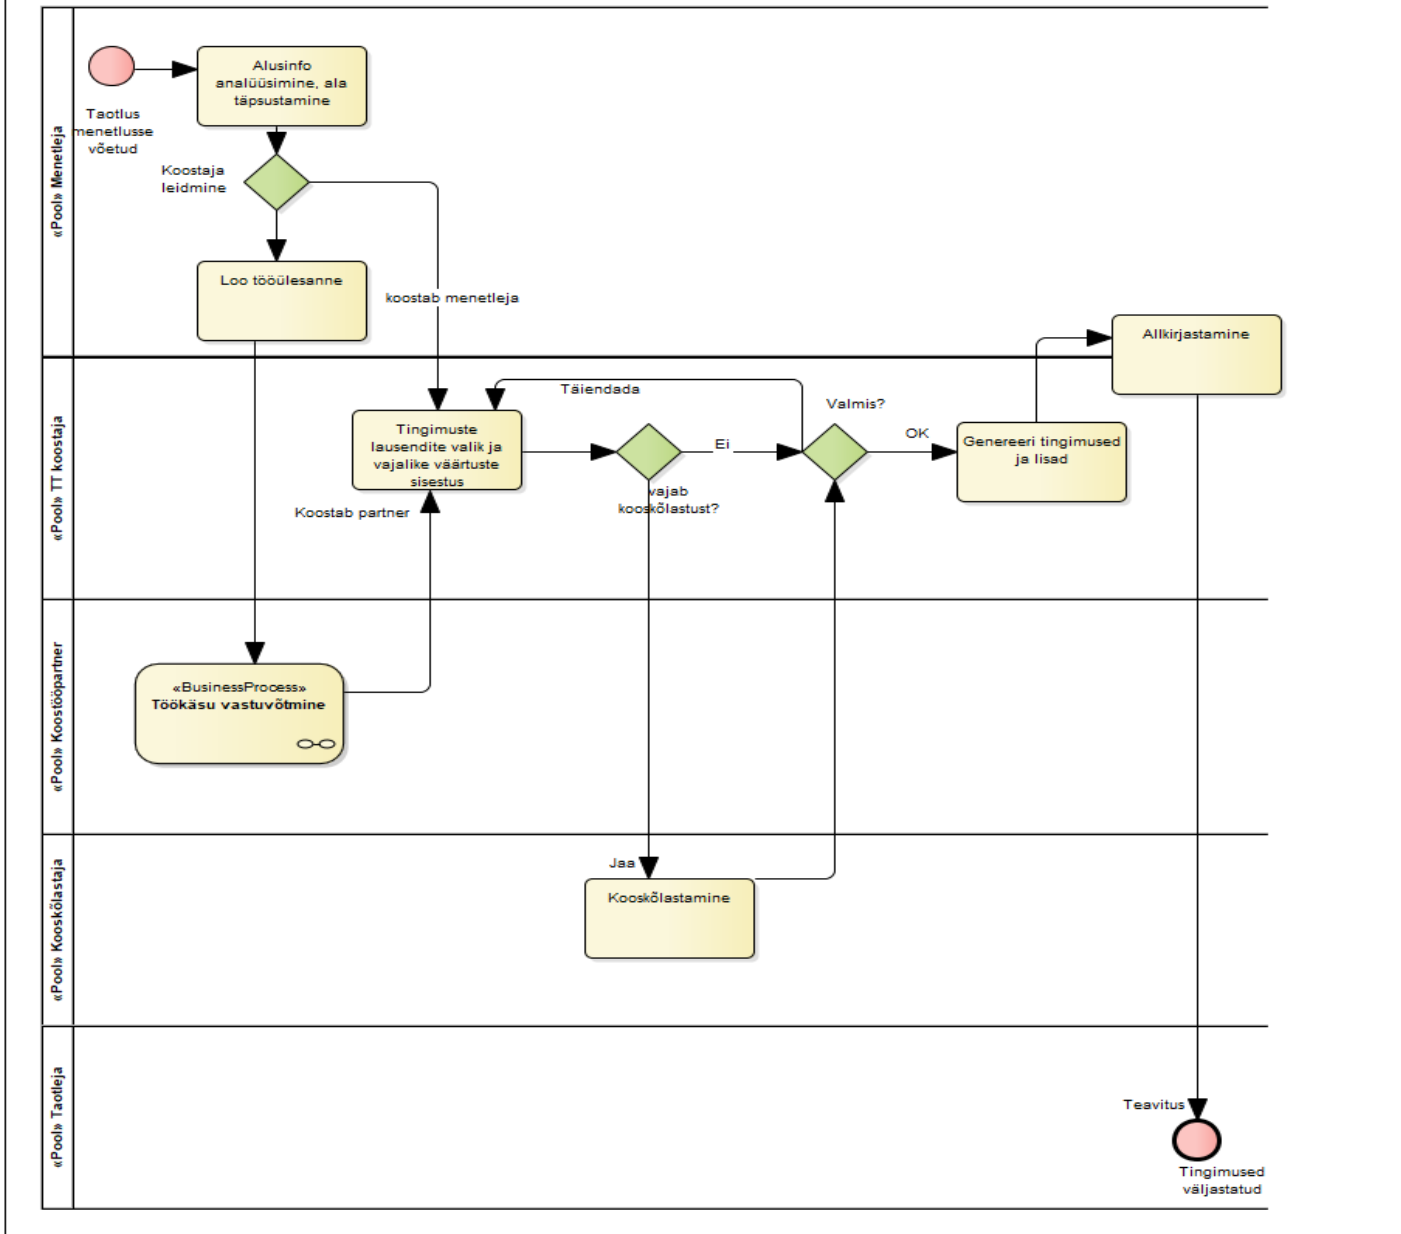 «Pool» Menetleja
Taotlus
menetlusse
võetud
Alusinfo
analüüsimine, ala
täpsustamine
Koostaja
leidmine
Loo tööülesanne
koostab menetleja
Allkirjastamine
«Pool» TT koostaja
Täiendada
Valmis?
Tingimuste
lausendite valik ja
vajalike väärtuste
sisestus
Ei
OK
Genereeri tingimused
ja lisad
vajab
kooskõlastust?
Koostab partner
«Pool» Koostööpartner
«BusinessProcess»
Töökäsu vastuvõtmine
«Pool» Kooskõlastaja
Jaa
Kooskõlastamine
«Pool» Taotleja
Teavitus
Tingimused
väljastatud